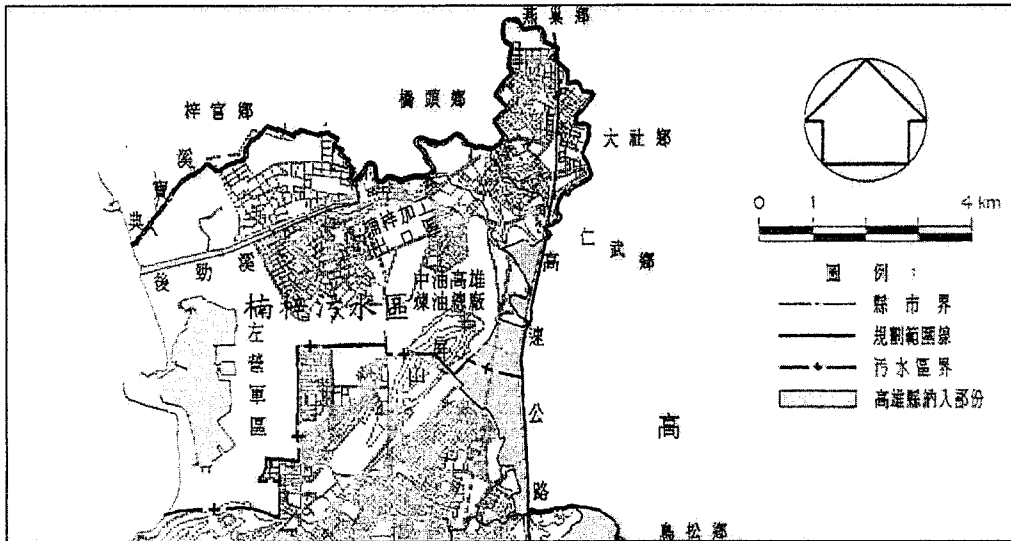 燕巢鄉
橋頭鄉
梓官鄉
大社鄉
典寶溪
仁武鄉
後勁溪
楠梓加工區
中油高雄
煉油總廠
楠梓污水區
左營軍區
屏山
高速公路
高
鳥松鄉
0 1 4 km
圖例：
縣市界
規劃範圍線
污水區界
高雄縣納入部份